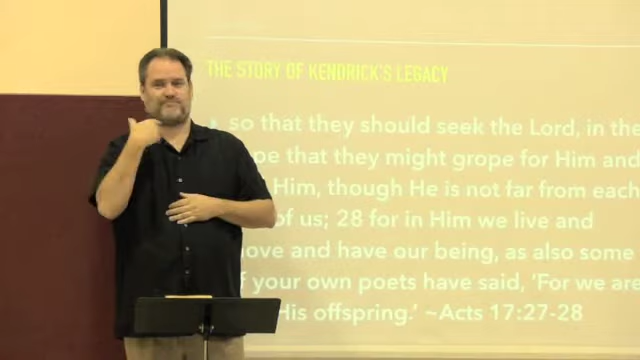 THE STORY OF KENDRICK'S LEGACY
so that they should seek the Lord, in the
that they might grope for Him and
Him, though He is not far from each
of us; 28 for in Him we live and
and have our being, as also some
your own poets have said, 'For we are
His offspring.' ~Acts 17:27-28